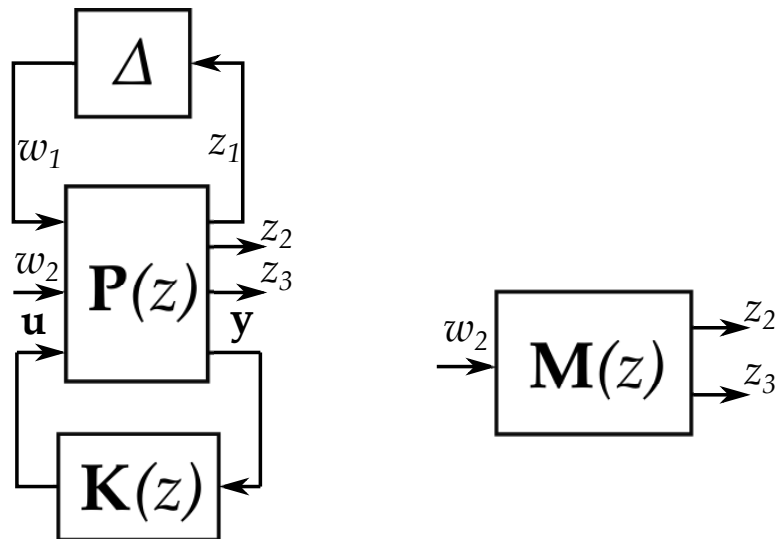 Δ
w₁
z₁
z₂
w₂
P(z)
z₃
u
y
K(z)
w₂
M(z)
z₂
z₃